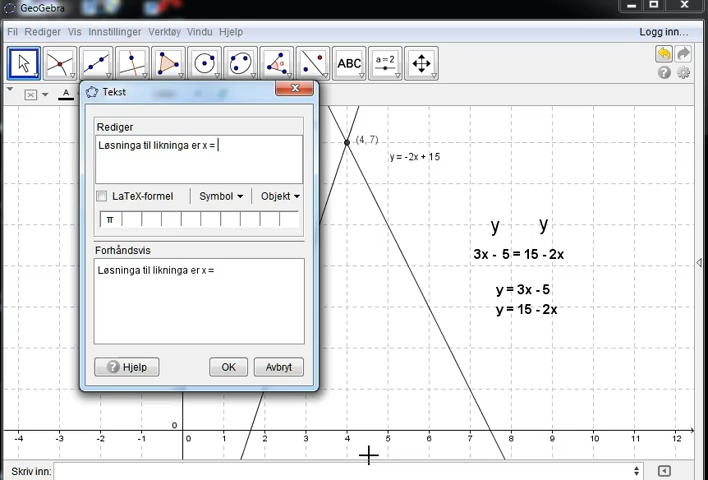 GeoGebra
Fil Rediger Vis Innstillinger Verktøy Vindu Hjelp Logg inn...
ABC a=2
A
Tekst
Rediger
Løsninga til likninga er x =
LaTeX-formel Symbol Objekt
π
Forhåndsvis
Løsninga til likninga er x =
Hjelp OK Avbryt
(4, 7)
y = -2x + 15
y y
3x - 5 = 15 - 2x
y = 3x - 5
y = 15 - 2x
0
-4 -3 -2 -1 0 1 2 3 4 5 6 7 8 9 10 11 12
Skriv inn: